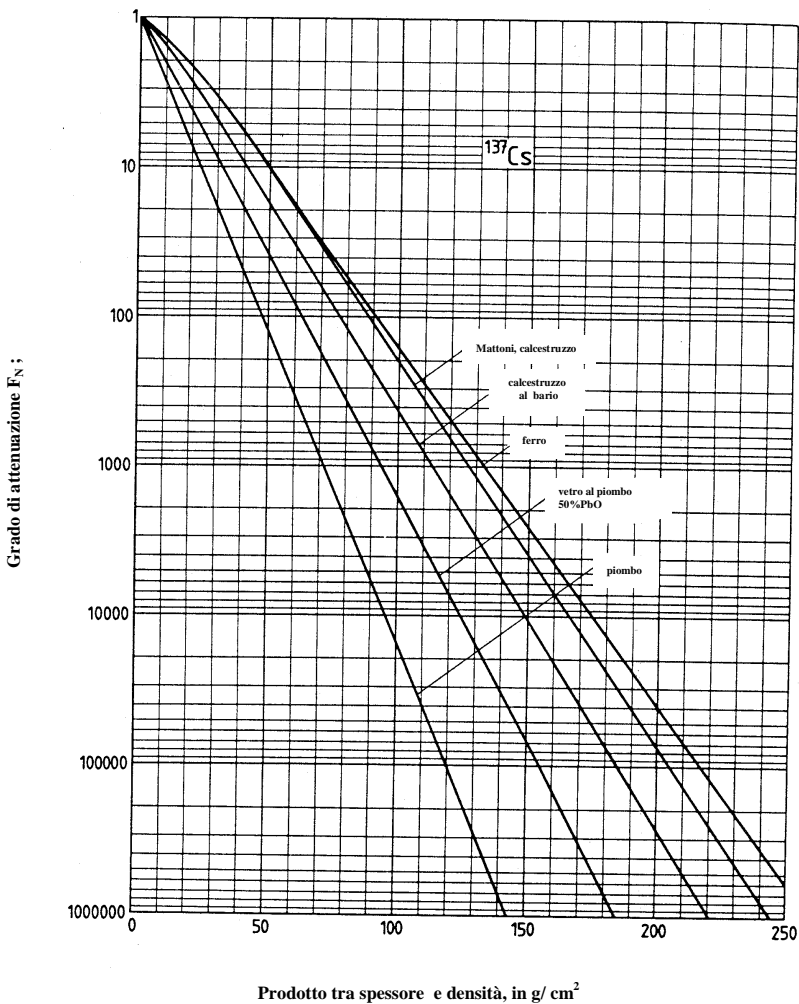 1
10
100
1000
10000
100000
1000000
Grado di attenuazione F_N ;
¹³⁷Cs
Mattoni, calcestruzzo
calcestruzzo
al bario
ferro
vetro al piombo
50%PbO
piombo
0 50 100 150 200 250
Prodotto tra spessore e densità, in g/ cm²